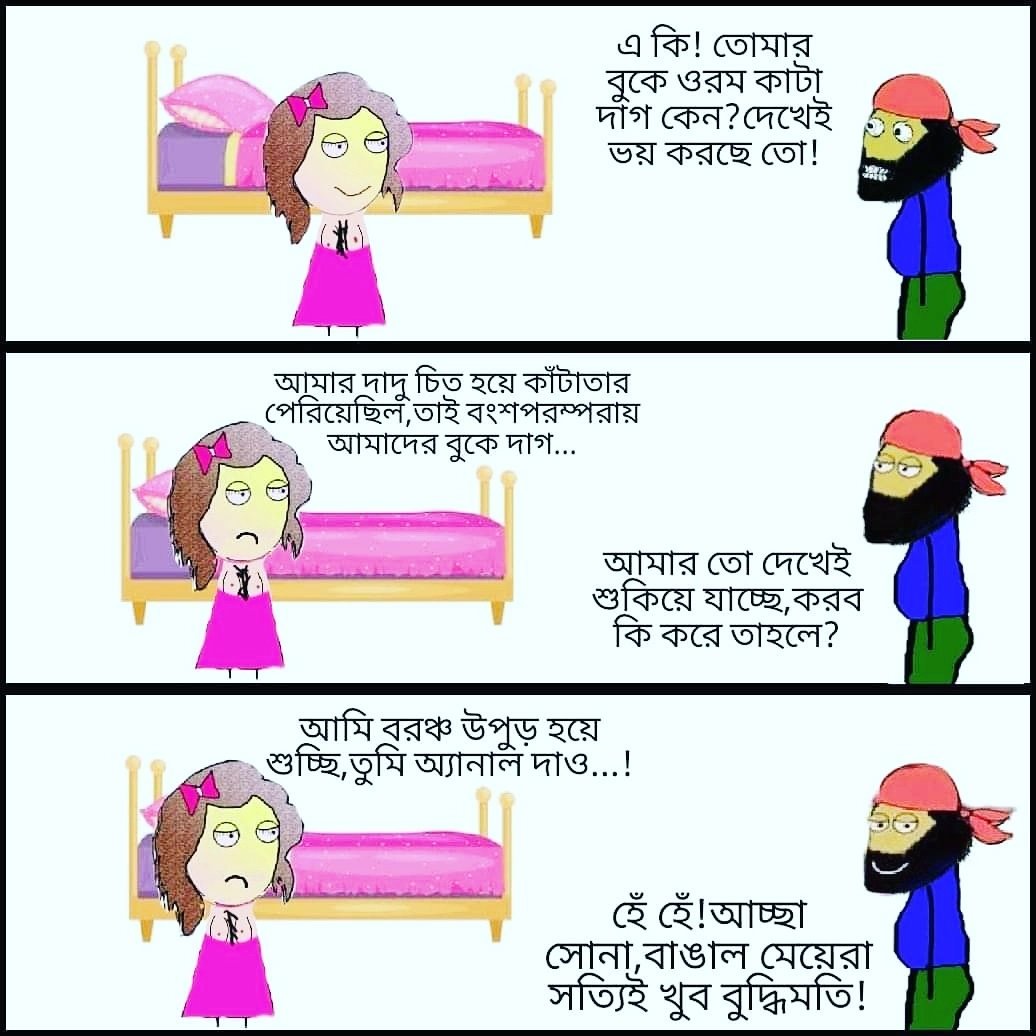 এ কি! তোমার
বুকে ওরম কাটা
দাগ কেন?দেখেই
ভয় করছে তো!
আমার দাদু চিত হয়ে কাঁটাতার
পেরিয়েছিল,তাই বংশপরম্পরায়
আমাদের বুকে দাগ...
আমার তো দেখেই
শুকিয়ে যাচ্ছে,করব
কি করে তাহলে?
আমি বরঞ্চ উপুড় হয়ে
শুচ্ছি,তুমি অ্যানাল দাও...!
হেঁ হেঁ!আচ্ছা
সোনা,বাঙাল মেয়েরা
সত্যিই খুব বুদ্ধিমতি!